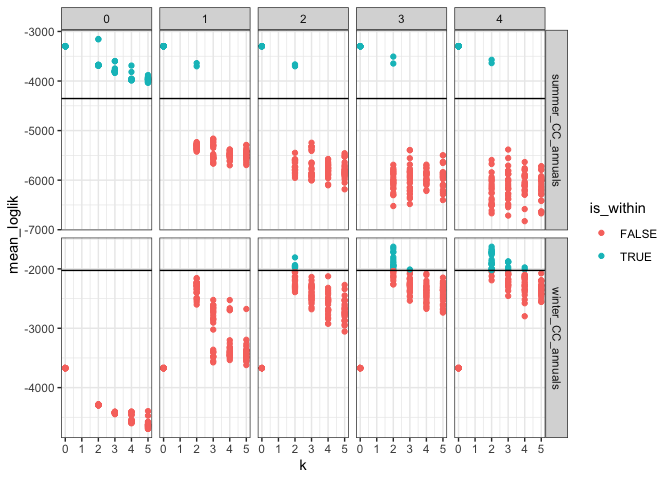 0 1 2 3 4
-3000
-4000
-5000
-6000
-7000
summer_CC_annuals
-2000
-3000
-4000
winter_CC_annuals
mean_loglik
0 1 2 3 4 5 0 1 2 3 4 5 0 1 2 3 4 5 0 1 2 3 4 5 0 1 2 3 4 5
k
is_within
FALSE
TRUE